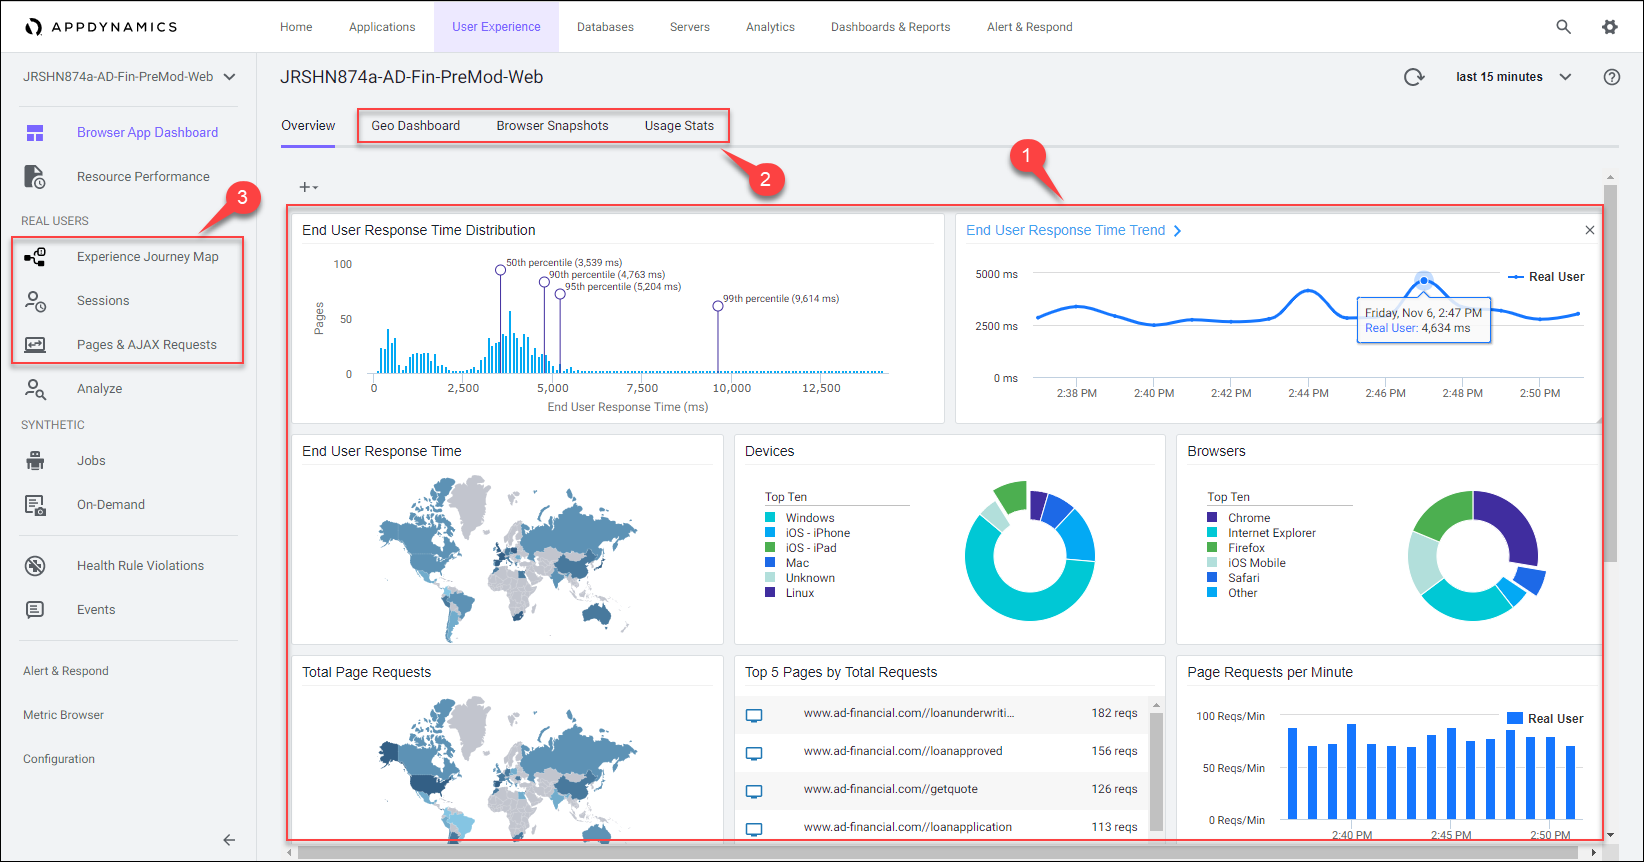 APPDYNAMICS
Home
Applications
User Experience
Databases
Servers
Analytics
Dashboards & Reports
Alert & Respond
JRSHN874a-AD-Fin-PreMod-Web
Browser App Dashboard
Resource Performance
REAL USERS
3
Experience Journey Map
Sessions
Pages & AJAX Requests
Analyze
SYNTHETIC
Jobs
On-Demand
Health Rule Violations
Events
Alert & Respond
Metric Browser
Configuration
JRSHN874a-AD-Fin-PreMod-Web
last 15 minutes
?
Overview
Geo Dashboard
Browser Snapshots
Usage Stats
2
1
+
End User Response Time Distribution
100
50
0
Pages
50th percentile (3,539 ms)
90th percentile (4,763 ms)
95th percentile (5,204 ms)
99th percentile (9,614 ms)
0
2,500
5,000
7,500
10,000
12,500
End User Response Time (ms)
End User Response Time Trend
5000 ms
2500 ms
0 ms
Real User
Friday, Nov 6, 2:47 PM
Real User: 4,634 ms
2:38 PM
2:40 PM
2:42 PM
2:44 PM
2:46 PM
2:48 PM
2:50 PM
End User Response Time
Devices
Top Ten
Windows
iOS - iPhone
iOS - iPad
Mac
Unknown
Linux
Browsers
Top Ten
Chrome
Internet Explorer
Firefox
iOS Mobile
Safari
Other
Total Page Requests
Top 5 Pages by Total Requests
www.ad-financial.com//loanunderwriti... 182 reqs
www.ad-financial.com//loanapproved 156 reqs
www.ad-financial.com//getquote 126 reqs
www.ad-financial.com//loanapplication 113 reqs
Page Requests per Minute
100 Reqs/Min
50 Reqs/Min
0 Reqs/Min
Real User
2:40 PM
2:45 PM
2:50 PM